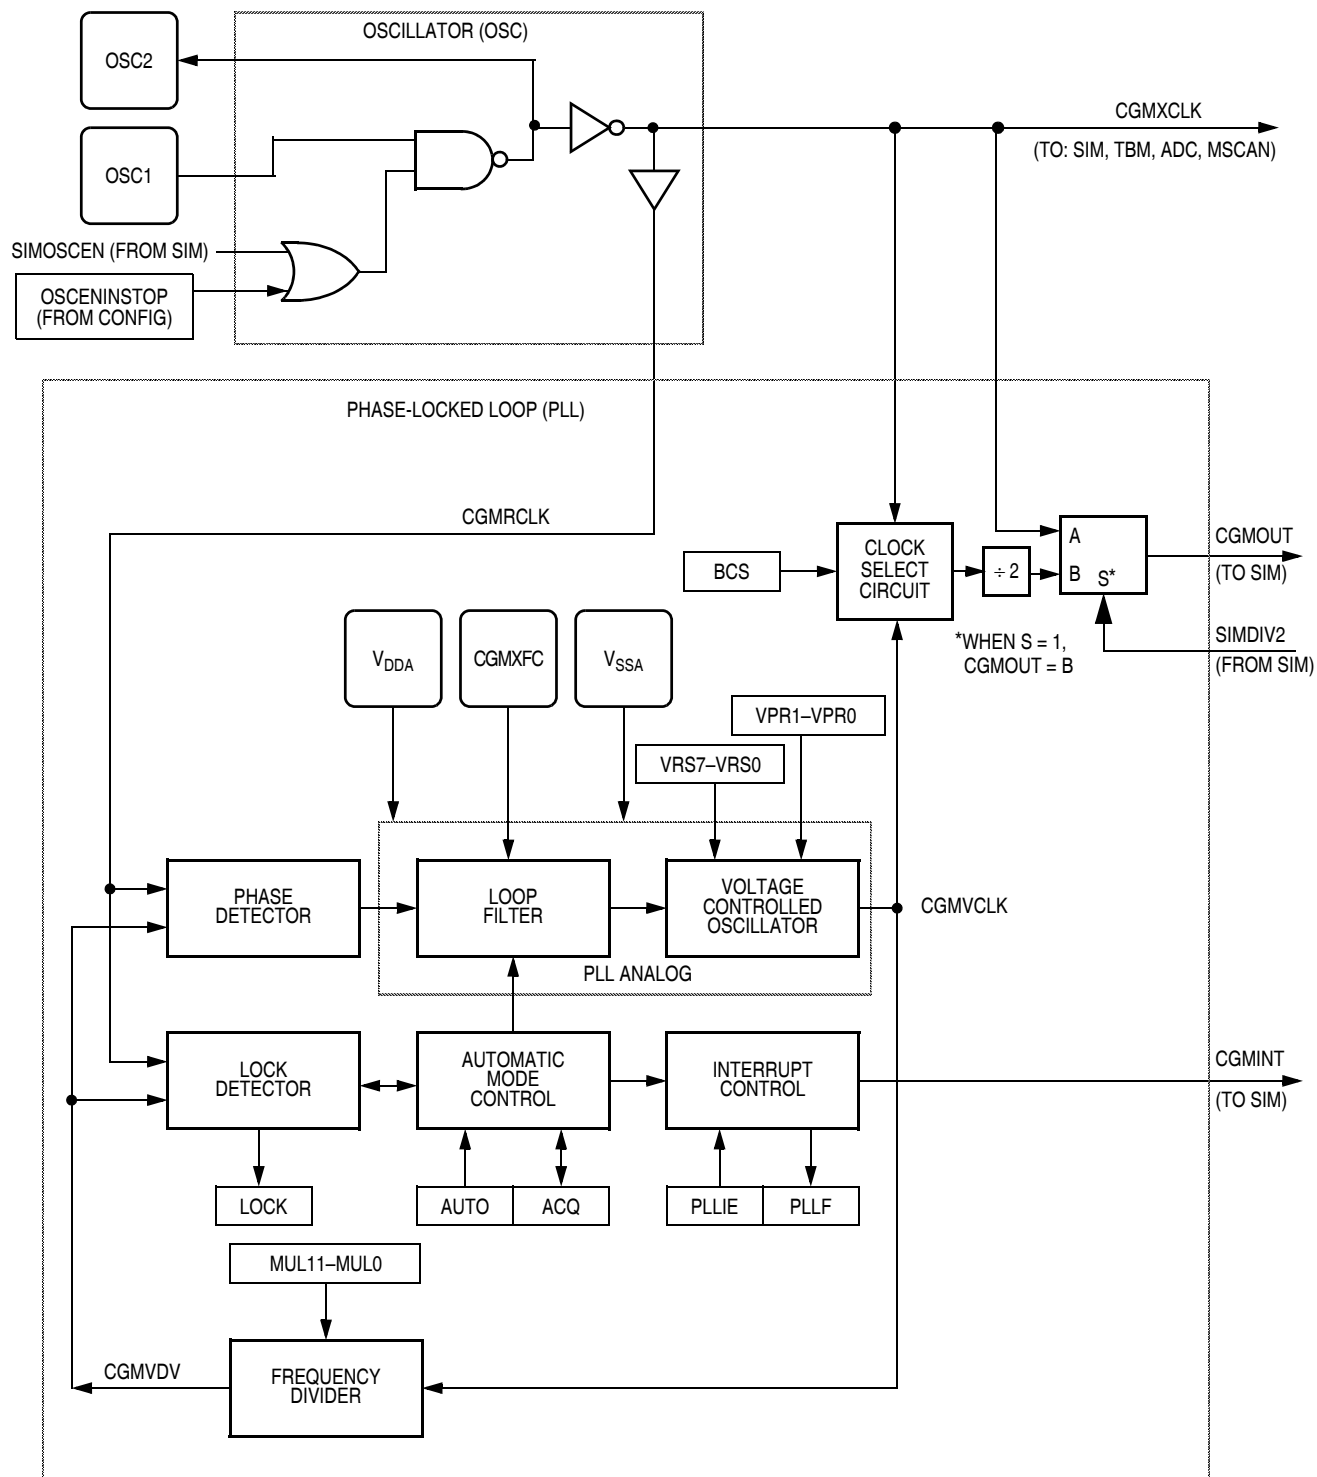 OSCILLATOR (OSC)
OSC2
OSC1
CGMXCLK
(TO: SIM, TBM, ADC, MSCAN)
SIMOSCEN (FROM SIM)
OSCENINSTOP
(FROM CONFIG)
PHASE-LOCKED LOOP (PLL)
CGMRCLK
BCS
CLOCK
SELECT
CIRCUIT
÷ 2
A
B
S*
CGMOUT
(TO SIM)
*WHEN S = 1,
CGMOUT = B
SIMDIV2
(FROM SIM)
VDDA
CGMXFC
VSSA
VPR1–VPR0
VRS7–VRS0
PHASE
DETECTOR
LOOP
FILTER
VOLTAGE
CONTROLLED
OSCILLATOR
CGMVCLK
PLL ANALOG
LOCK
DETECTOR
AUTOMATIC
MODE
CONTROL
INTERRUPT
CONTROL
CGMINT
(TO SIM)
LOCK
AUTO
ACQ
PLLIE
PLLF
MUL11–MUL0
CGMVDV
FREQUENCY
DIVIDER